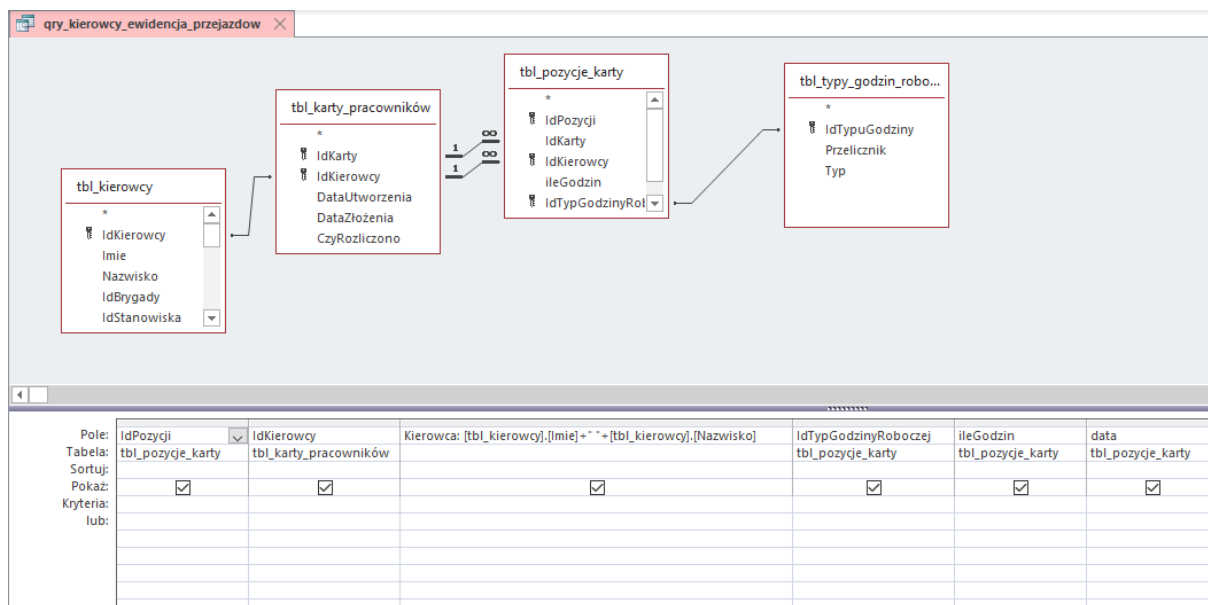 qry_kierowcy_ewidencja_przejazdow
tbl_kierowcy
*
IdKierowcy
Imie
Nazwisko
IdBrygady
IdStanowiska
tbl_karty_pracowników
*
IdKarty
IdKierowcy
DataUtworzenia
DataZłożenia
CzyRozliczono
1 ∞
1 ∞
tbl_pozycje_karty
*
IdPozycji
IdKarty
IdKierowcy
ileGodzin
IdTypGodzinyRob
tbl_typy_godzin_robo...
*
IdTypuGodziny
Przelicznik
Typ
Pole: IdPozycji IdKierowcy Kierowca: [tbl_kierowcy].[Imie]+" "+[tbl_kierowcy].[Nazwisko] IdTypGodzinyRoboczej ileGodzin data
Tabela: tbl_pozycje_karty tbl_karty_pracowników tbl_pozycje_karty tbl_pozycje_karty tbl_pozycje_karty
Sortuj:
Pokaż:
Kryteria:
lub: